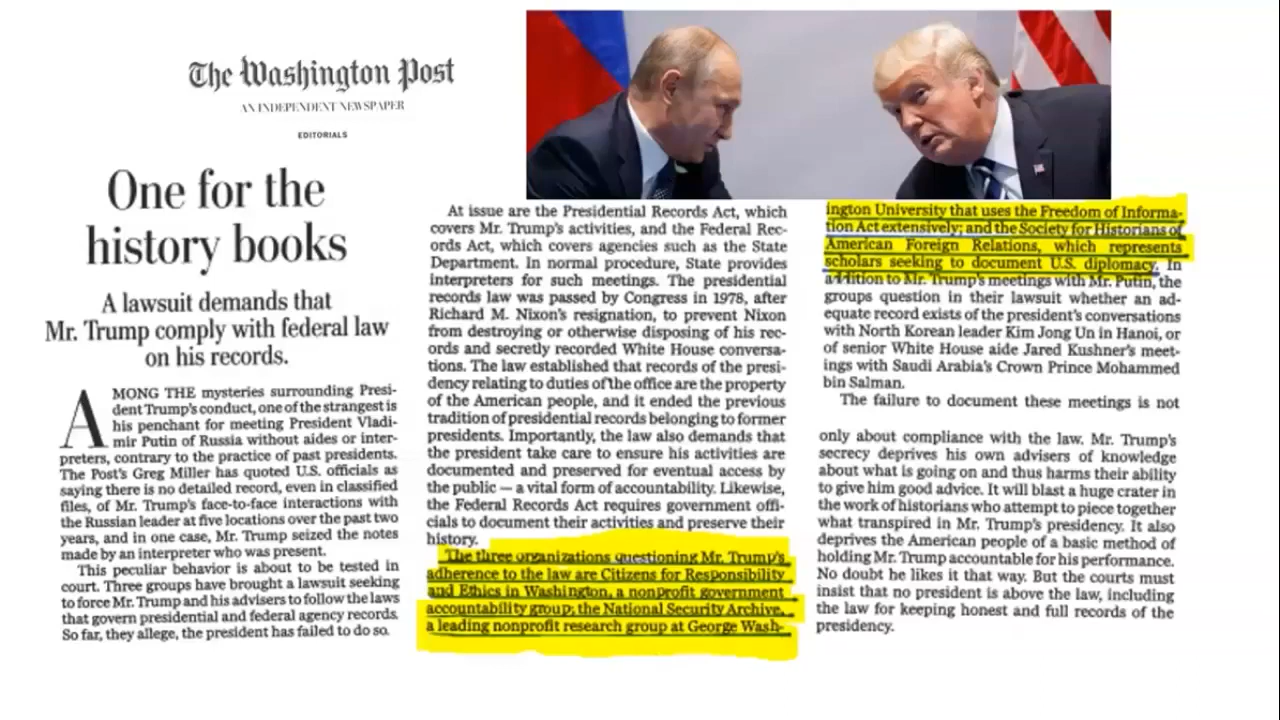 The Washington Post
AN INDEPENDENT NEWSPAPER
EDITORIALS
One for the
history books
A lawsuit demands that
Mr. Trump comply with federal law
on his records.
AMONG THE mysteries surrounding Presi-
dent Trump's conduct, one of the strangest is
his penchant for meeting President Vladi-
mir Putin of Russia without aides or inter-
preters, contrary to the practice of past presidents.
The Post's Greg Miller has quoted U.S. officials as
saying there is no detailed record, even in classified
files, of Mr. Trump's face-to-face interactions with
the Russian leader at five locations over the past two
years, and in one case, Mr. Trump seized the notes
made by an interpreter who was present.
This peculiar behavior is about to be tested in
court. Three groups have brought a lawsuit seeking
to force Mr. Trump and his advisers to follow the laws
that govern presidential and federal agency records.
So far, they allege, the president has failed to do so.
At issue are the Presidential Records Act, which
covers Mr. Trump's activities, and the Federal Rec-
ords Act, which covers agencies such as the State
Department. In normal procedure, State provides
interpreters for such meetings. The presidential
records law was passed by Congress in 1978, after
Richard M. Nixon's resignation, to prevent Nixon
from destroying or otherwise disposing of his rec-
ords and secretly recorded White House conversa-
tions. The law established that records of the presi-
dency relating to duties of the office are the property
of the American people, and it ended the previous
tradition of presidential records belonging to former
presidents. Importantly, the law also demands that
the president take care to ensure his activities are
documented and preserved for eventual access by
the public — a vital form of accountability. Likewise,
the Federal Records Act requires government offi-
cials to document their activities and preserve their
history.
The three organizations questioning Mr. Trump's
adherence to the law are Citizens for Responsibility
and Ethics in Washington, a nonprofit government
accountability group; the National Security Archive,
a leading nonprofit research group at George Wash-
ington University that uses the Freedom of Informa-
tion Act extensively; and the Society for Historians of
American Foreign Relations, which represents
scholars seeking to document U.S. diplomacy. In
addition to Mr. Trump's meetings with Mr. Putin, the
groups question in their lawsuit whether an ad-
equate record exists of the president's conversations
with North Korean leader Kim Jong Un in Hanoi, or
of senior White House aide Jared Kushner's meet-
ings with Saudi Arabia's Crown Prince Mohammed
bin Salman.
The failure to document these meetings is not
only about compliance with the law. Mr. Trump's
secrecy deprives his own advisers of knowledge
about what is going on and thus harms their ability
to give him good advice. It will blast a huge crater in
the work of historians who attempt to piece together
what transpired in Mr. Trump's presidency. It also
deprives the American people of a basic method of
holding Mr. Trump accountable for his performance.
No doubt he likes it that way. But the courts must
insist that no president is above the law, including
the law for keeping honest and full records of the
presidency.